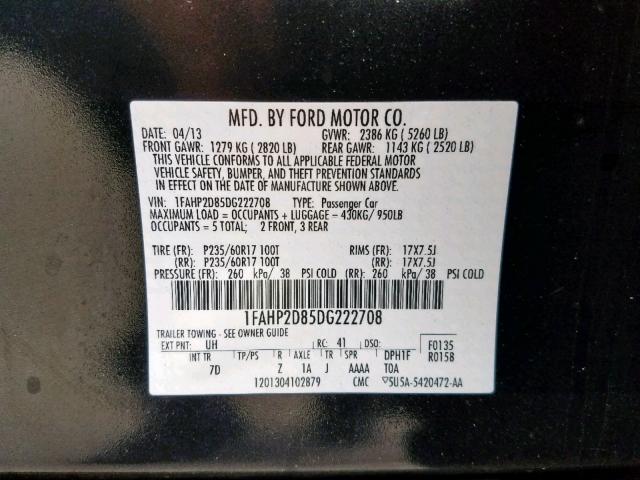 MFD. BY FORD MOTOR CO.
DATE: 04/13 GVWR: 2386 KG ( 5260 LB)
FRONT GAWR: 1279 KG ( 2820 LB) REAR GAWR: 1143 KG ( 2520 LB)
THIS VEHICLE CONFORMS TO ALL APPLICABLE FEDERAL MOTOR
VEHICLE SAFETY, BUMPER, AND THEFT PREVENTION STANDARDS
IN EFFECT ON THE DATE OF MANUFACTURE SHOWN ABOVE.
VIN: 1FAHP2D85DG222708 TYPE: Passenger Car
MAXIMUM LOAD = OCCUPANTS + LUGGAGE = 430KG/ 950LB
OCCUPANTS = 5 TOTAL; 2 FRONT, 3 REAR
TIRE (FR): P235/60R17 100T RIMS (FR): 17X7.5J
(RR): P235/60R17 100T (RR): 17X7.5J
PRESSURE (FR): 260 kPa/ 38 PSI COLD (RR): 260 kPa/ 38 PSI COLD
1FAHP2D85DG222708
TRAILER TOWING - SEE OWNER GUIDE
EXT PNT: UH RC: 41 DSO: F0135
INT TR TP/PS R AXLE TR SPR DPH1F R0158
7D Z 1A J AAAA TOA
1201304102879 CMC 5U5A-5420472-AA